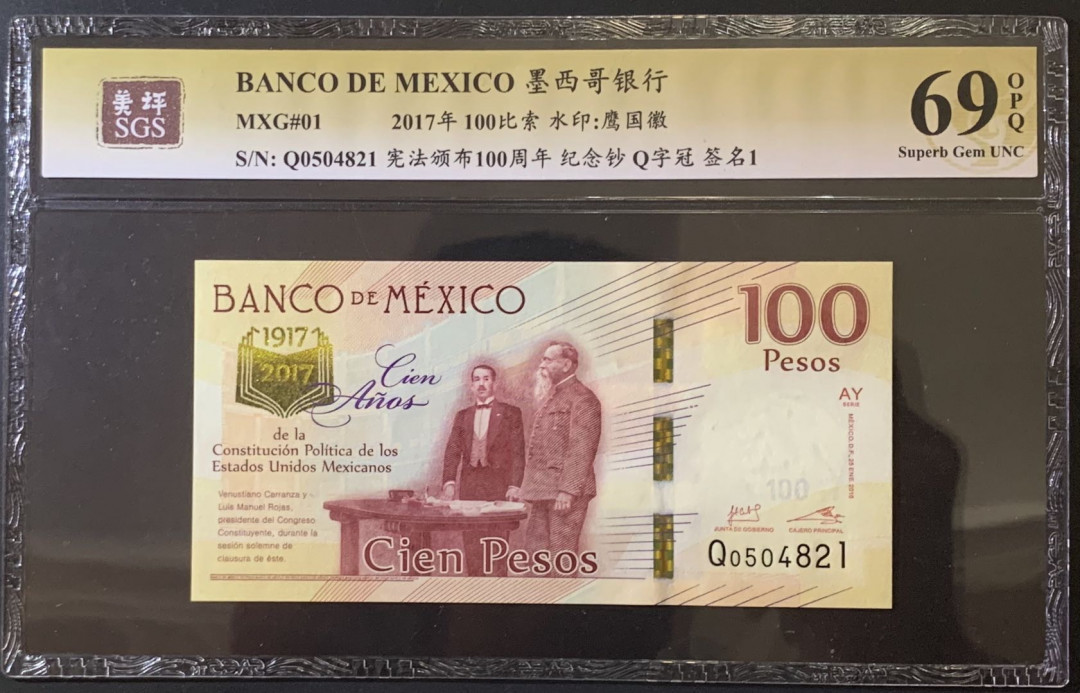 美评
SGS
BANCO DE MEXICO 墨西哥银行
MXG#01 2017年 100比索 水印:鹰国徽
S/N: Q0504821 宪法颁布100周年 纪念钞 Q字冠 签名1
69 OPQ
Superb Gem UNC
BANCO DE MÉXICO
1917
2017
Cien
Años
de la
Constitución Política de los
Estados Unidos Mexicanos
Venustiano Carranza y
Luis Manuel Rojas,
presidente del Congreso
Constituyente, durante la
sesión solemne de
clausura de éste.
Cien Pesos
100
Pesos
AY
SERIE
MÉXICO, D.F., 25 ENE. 2016
100
JUNTA DE GOBIERNO CAJERO PRINCIPAL
Q0504821